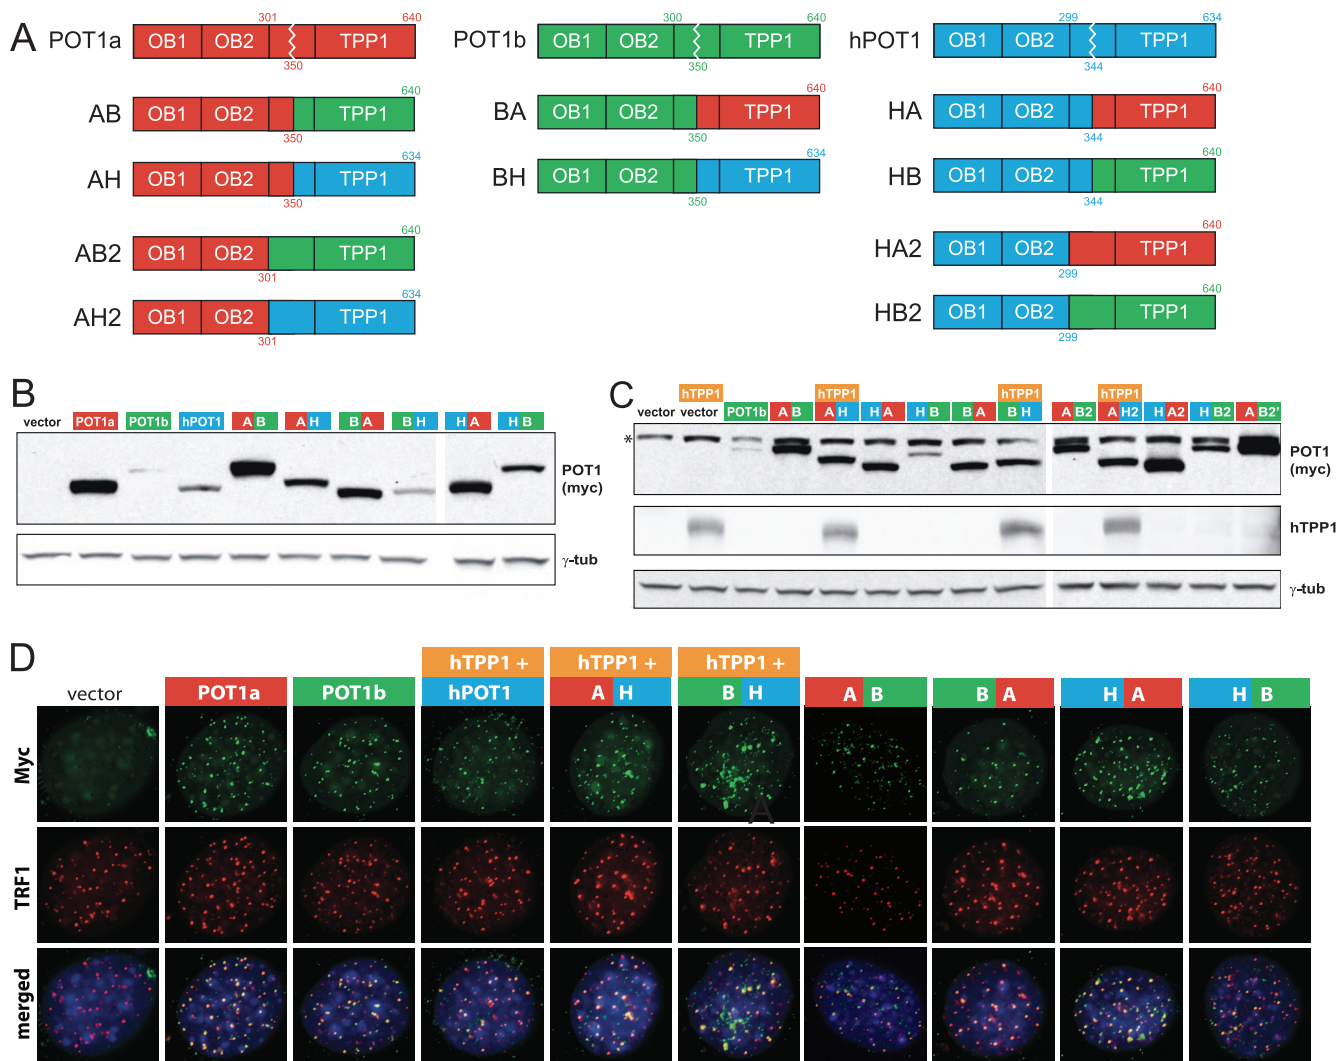 A
POT1a
301
640
OB1 OB2 TPP1
350
POT1b
300
640
OB1 OB2 TPP1
350
hPOT1
299
634
OB1 OB2 TPP1
344
AB
640
OB1 OB2 TPP1
350
BA
640
OB1 OB2 TPP1
350
HA
640
OB1 OB2 TPP1
344
AH
634
OB1 OB2 TPP1
350
BH
634
OB1 OB2 TPP1
350
HB
640
OB1 OB2 TPP1
344
AB2
640
OB1 OB2 TPP1
301
HA2
640
OB1 OB2 TPP1
299
AH2
634
OB1 OB2 TPP1
301
HB2
640
OB1 OB2 TPP1
299
B
vector POT1a POT1b hPOT1 A B A H B A B H H A H B
POT1
(myc)
γ-tub
C
hTPP1 hTPP1 hTPP1 hTPP1
vector vector POT1b A B A H H A H B B A B H A B2 A H2 H A2 H B2 A B2'
*
POT1
(myc)
hTPP1
γ-tub
D
hTPP1 + hTPP1 + hTPP1 +
vector POT1a POT1b hPOT1 A H B H A B B A H A H B
Myc
A
TRF1
merged